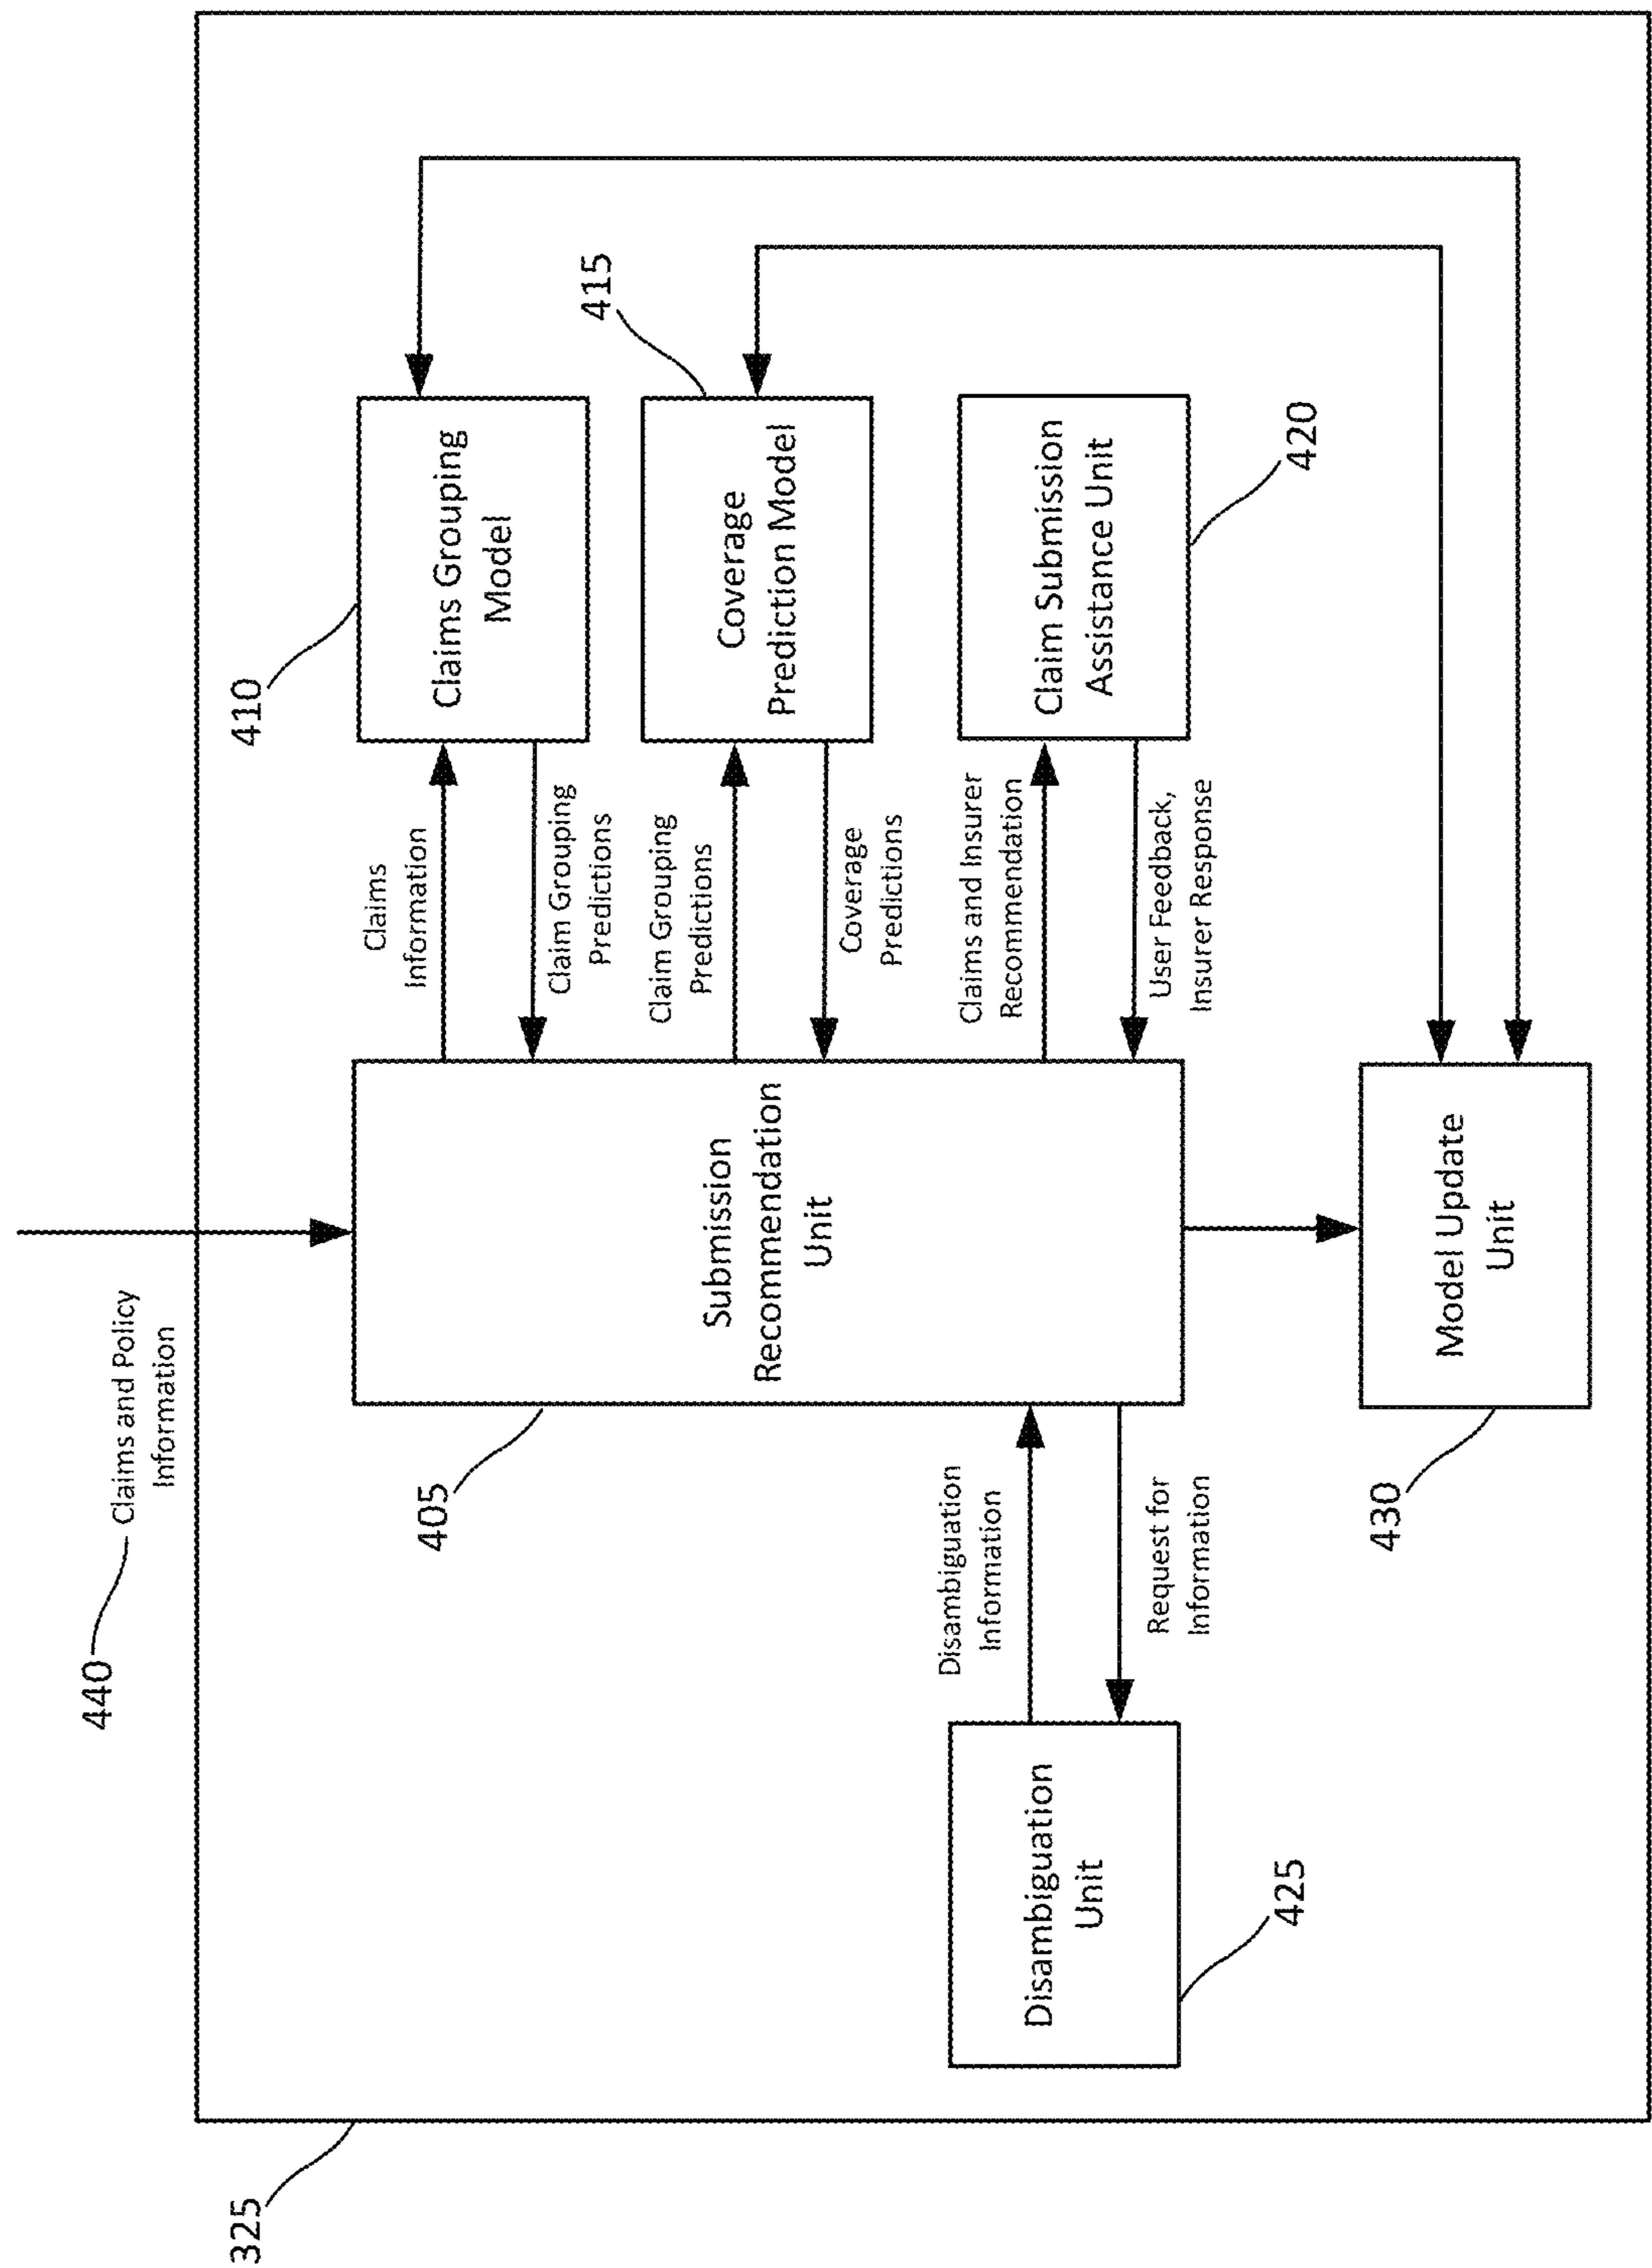 440
Claims and Policy
Information
325
405
Submission
Recommendation
Unit
Claims
Information
Claim Grouping
Predictions
410
Claims Grouping
Model
Claim Grouping
Predictions
Coverage
Predictions
415
Coverage
Prediction Model
Claims and Insurer
Recommendation
User Feedback,
Insurer Response
Claim Submission
Assistance Unit
420
Disambiguation
Information
Request for
Information
Disambiguation
Unit
425
Model Update
Unit
430